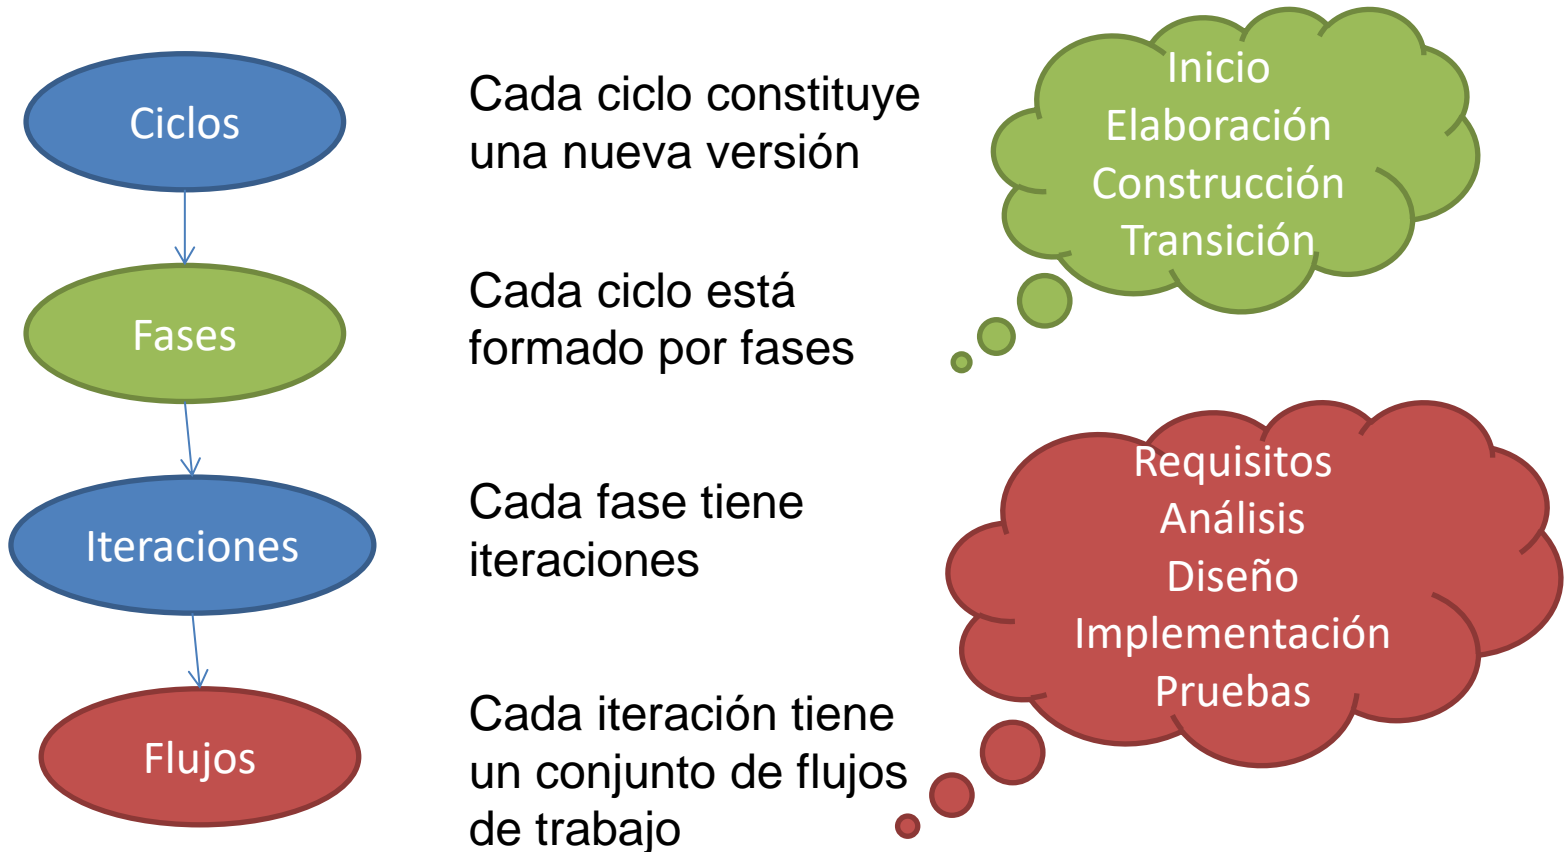 Ciclos
Cada ciclo constituye
una nueva versión
Inicio
Elaboración
Construcción
Transición
Fases
Cada ciclo está
formado por fases
Iteraciones
Cada fase tiene
iteraciones
Requisitos
Análisis
Diseño
Implementación
Pruebas
Flujos
Cada iteración tiene
un conjunto de flujos
de trabajo